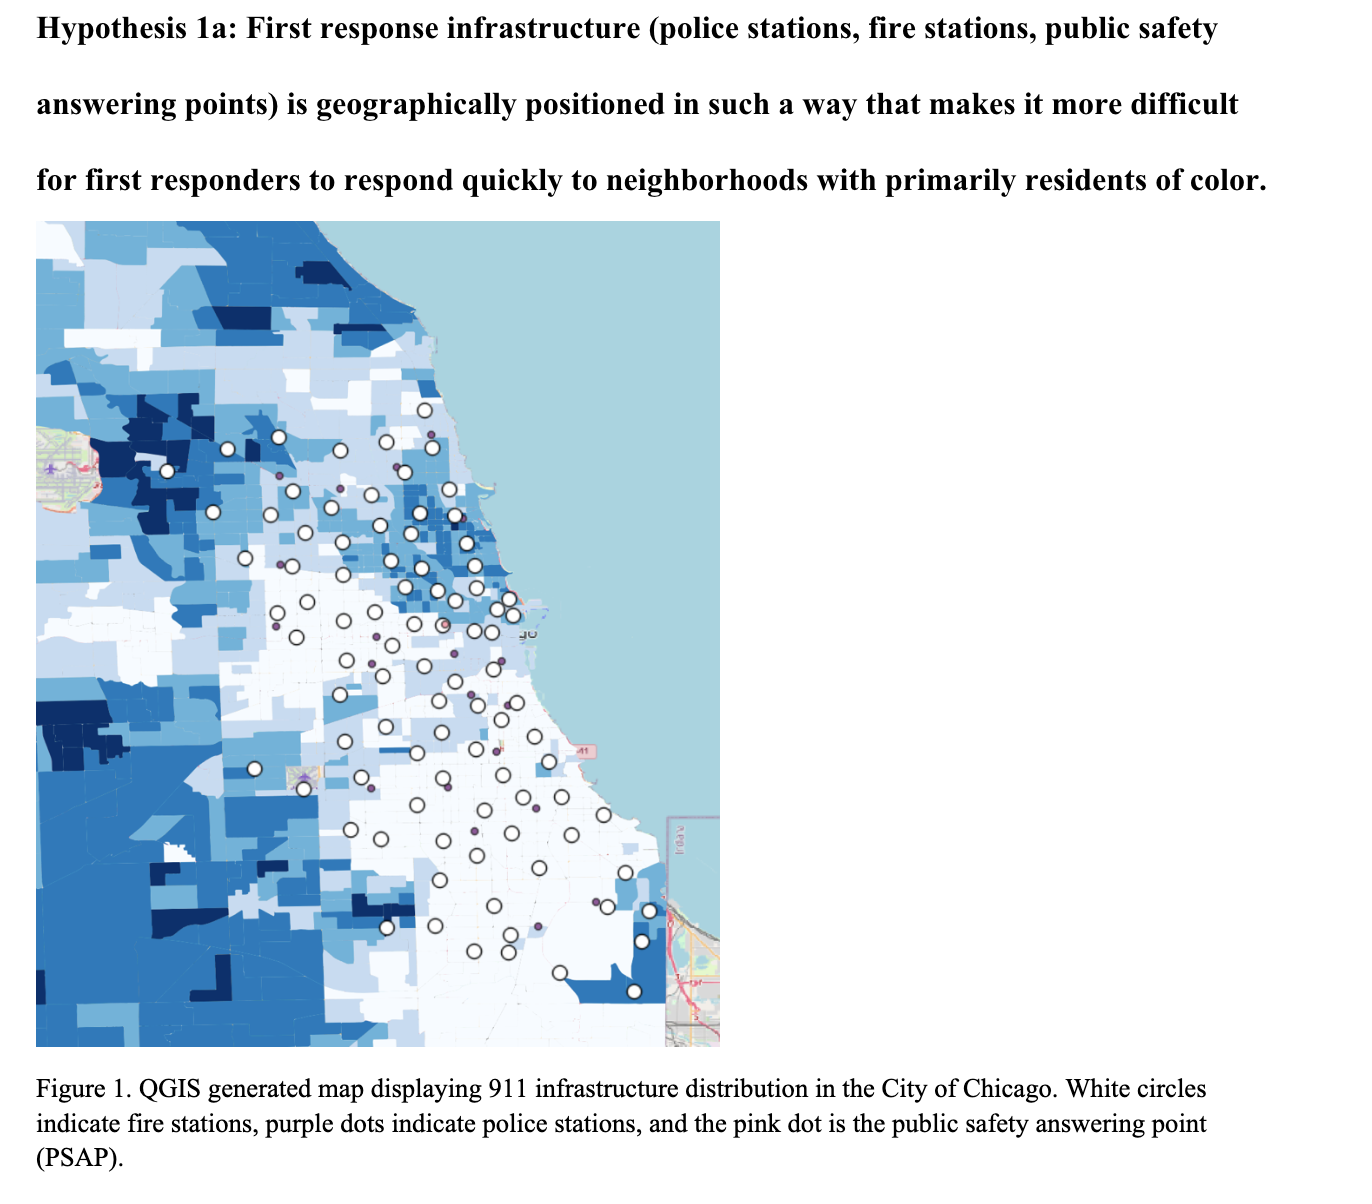 Hypothesis 1a: First response infrastructure (police stations, fire stations, public safety
answering points) is geographically positioned in such a way that makes it more difficult
for first responders to respond quickly to neighborhoods with primarily residents of color.
41
Figure 1. QGIS generated map displaying 911 infrastructure distribution in the City of Chicago. White circles
indicate fire stations, purple dots indicate police stations, and the pink dot is the public safety answering point
(PSAP).